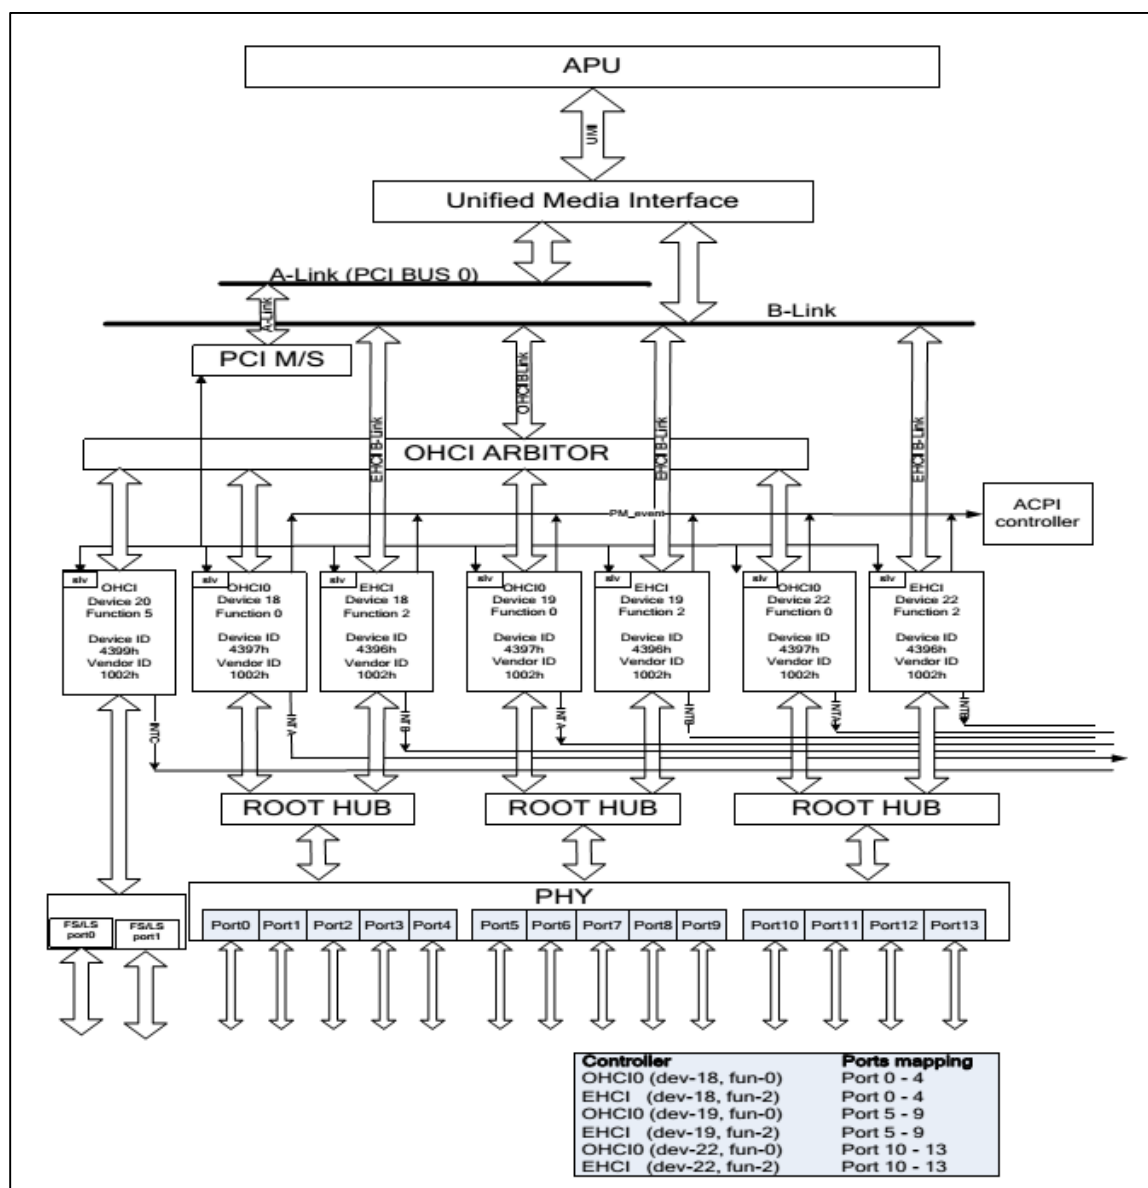 APU
UMI
Unified Media Interface
A-Link (PCI BUS 0)
A-Link
B-Link
PCI M/S
EHCI B-Link
OHCI BLink
EHCI B-Link
EHCI B-Link
OHCI ARBITOR
PM_event
ACPI
controller
slv
OHCI
Device 20
Function 5
Device ID
4399h
Vendor ID
1002h
slv
OHCI0
Device 18
Function 0
Device ID
4397h
Vendor ID
1002h
slv
EHCI
Device 18
Function 2
Device ID
4396h
Vendor ID
1002h
slv
OHCI0
Device 19
Function 0
Device ID
4397h
Vendor ID
1002h
slv
EHCI
Device 19
Function 2
Device ID
4396h
Vendor ID
1002h
slv
OHCI0
Device 22
Function 0
Device ID
4397h
Vendor ID
1002h
slv
EHCI
Device 22
Function 2
Device ID
4396h
Vendor ID
1002h
INTC
INTA
INTB
INTA
INTB
INTA
INTB
ROOT HUB
ROOT HUB
ROOT HUB
PHY
FS/LS
port0
FS/LS
port1
Port0 Port1 Port2 Port3 Port4 Port5 Port6 Port7 Port8 Port9 Port10 Port11 Port12 Port13
Controller Ports mapping
OHCI0 (dev-18, fun-0) Port 0 - 4
EHCI (dev-18, fun-2) Port 0 - 4
OHCI0 (dev-19, fun-0) Port 5 - 9
EHCI (dev-19, fun-2) Port 5 - 9
OHCI0 (dev-22, fun-0) Port 10 - 13
EHCI (dev-22, fun-2) Port 10 - 13